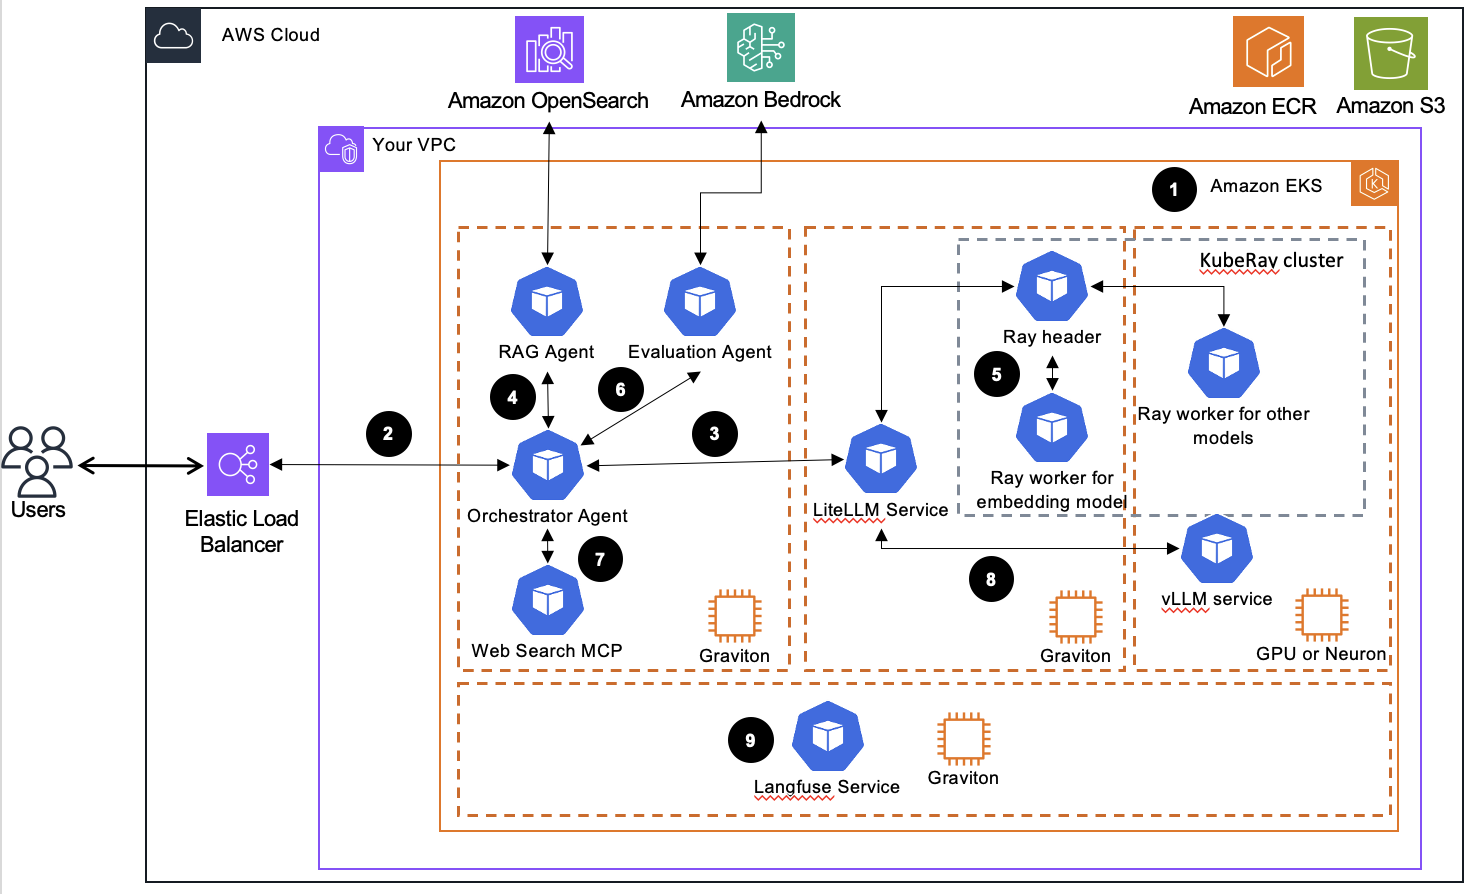 AWS Cloud
Amazon OpenSearch
Amazon Bedrock
Amazon ECR
Amazon S3
Your VPC
1
Amazon EKS
KubeRay cluster
RAG Agent
Evaluation Agent
Ray header
4
6
5
Ray worker for other
models
2
3
Users
Elastic Load
Balancer
Orchestrator Agent
LiteLLM Service
Ray worker for
embedding model
7
8
vLLM service
Web Search MCP
Graviton
Graviton
GPU or Neuron
9
Langfuse Service
Graviton